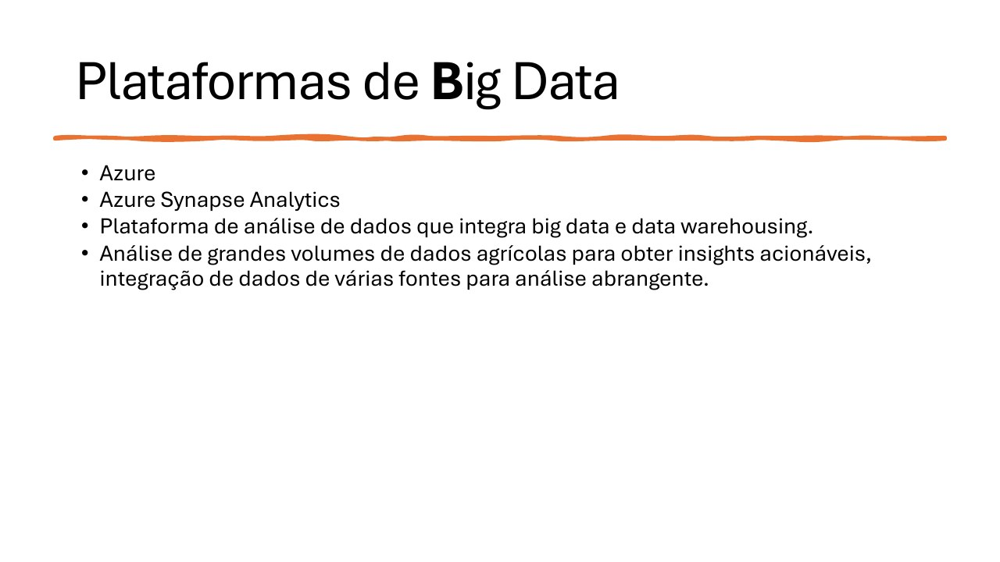 Plataformas de Big Data
• Azure
• Azure Synapse Analytics
• Plataforma de análise de dados que integra big data e data warehousing.
• Análise de grandes volumes de dados agrícolas para obter insights acionáveis,
integração de dados de várias fontes para análise abrangente.